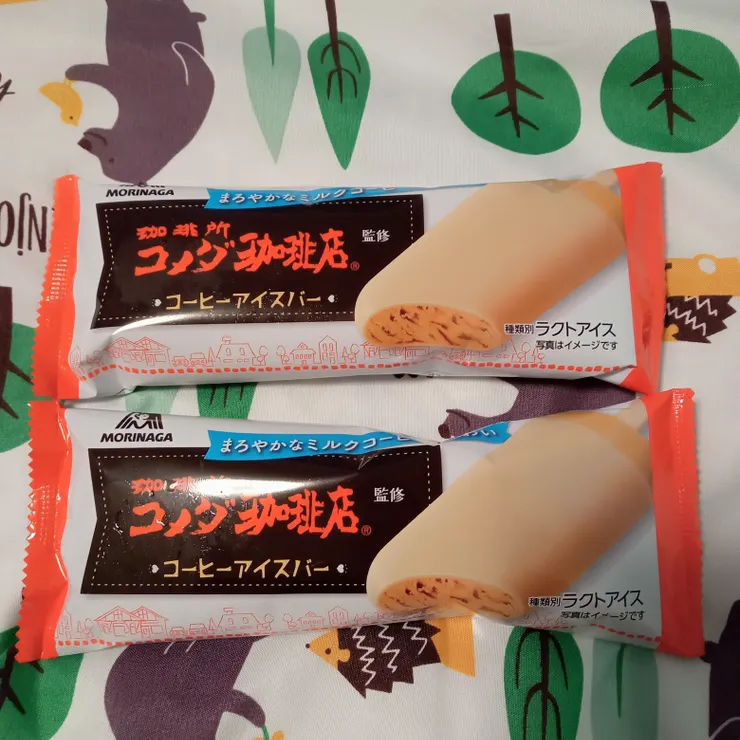 MORINAGA
まろやかなミルクコーヒ
珈琲所
コメダ珈琲店®
監修
コーヒーアイスバー
種類別ラクトアイス
写真はイメージです
MORINAGA
まろやかなミルクコーヒ わい
珈琲
コメダ珈琲店®
監修
コーヒーアイスバー
種類別ラクトアイス
写真はイメージです